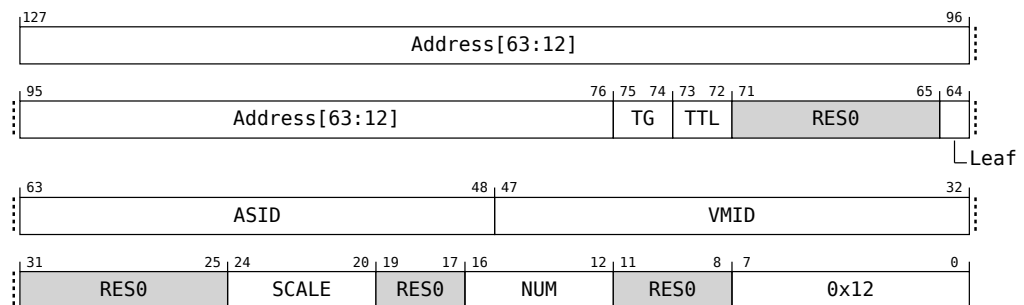 127 96
Address[63:12]
95 76 75 74 73 72 71 65 64
Address[63:12] TG TTL RES0
Leaf
63 48 47 32
ASID VMID
31 25 24 20 19 17 16 12 11 8 7 0
RES0 SCALE RES0 NUM RES0 0x12